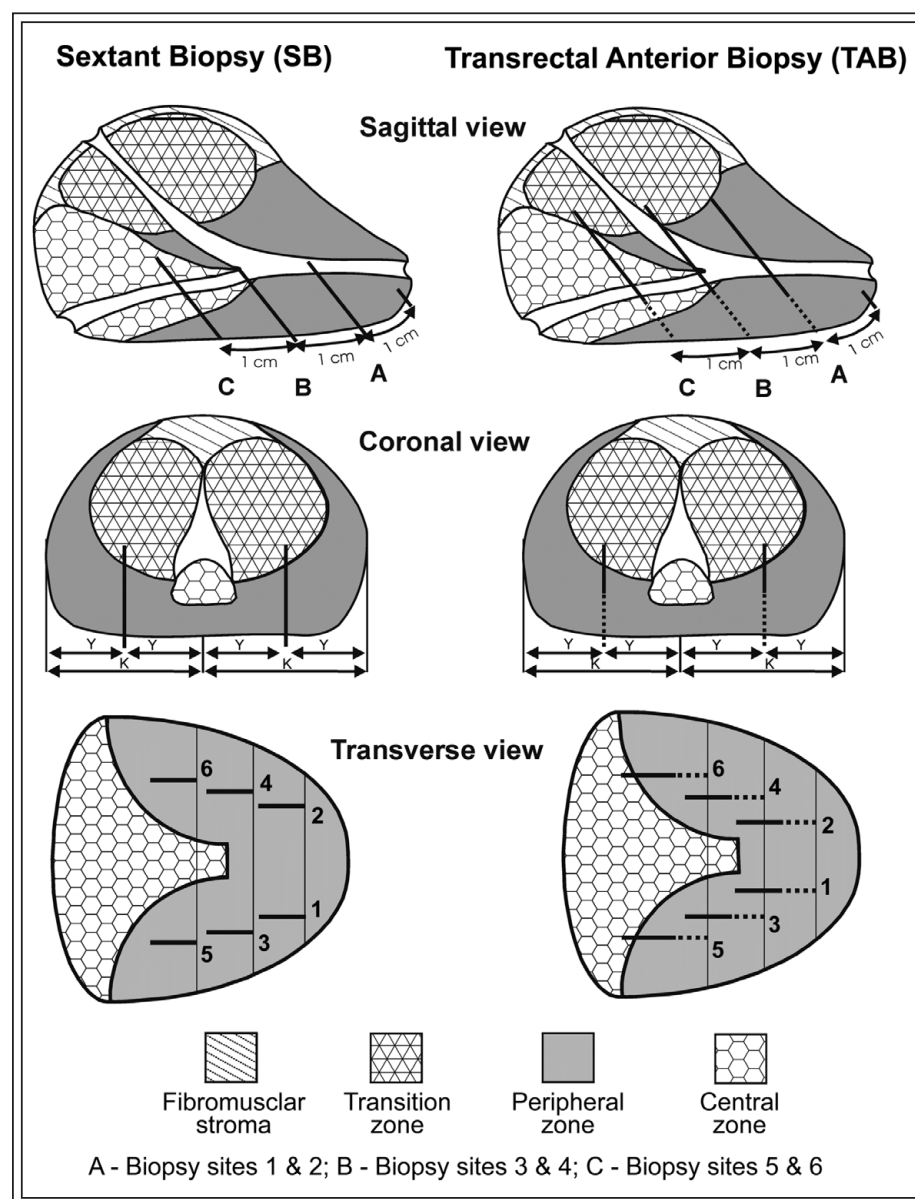 Sextant Biopsy (SB)
Transrectal Anterior Biopsy (TAB)
Sagittal view
1 cm
1 cm
1 cm
C
B
A
1 cm
1 cm
1 cm
C
B
A
Coronal view
Y
Y
Y
Y
K
K
Y
Y
Y
Y
K
K
Transverse view
6
4
2
1
3
5
6
4
2
1
3
5
Fibromusclar
stroma
Transition
zone
Peripheral
zone
Central
zone
A - Biopsy sites 1 & 2; B - Biopsy sites 3 & 4; C - Biopsy sites 5 & 6